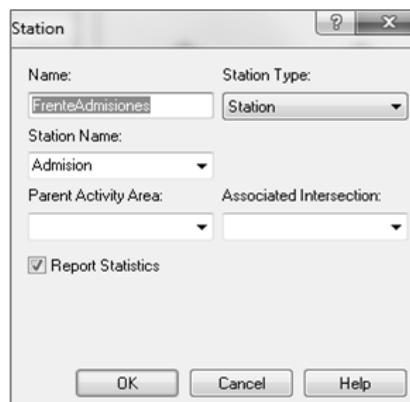 Station
Name: Station Type:
FrenteAdmisiones Station
Station Name:
Admision
Parent Activity Area: Associated Intersection:
Report Statistics
OK Cancel Help